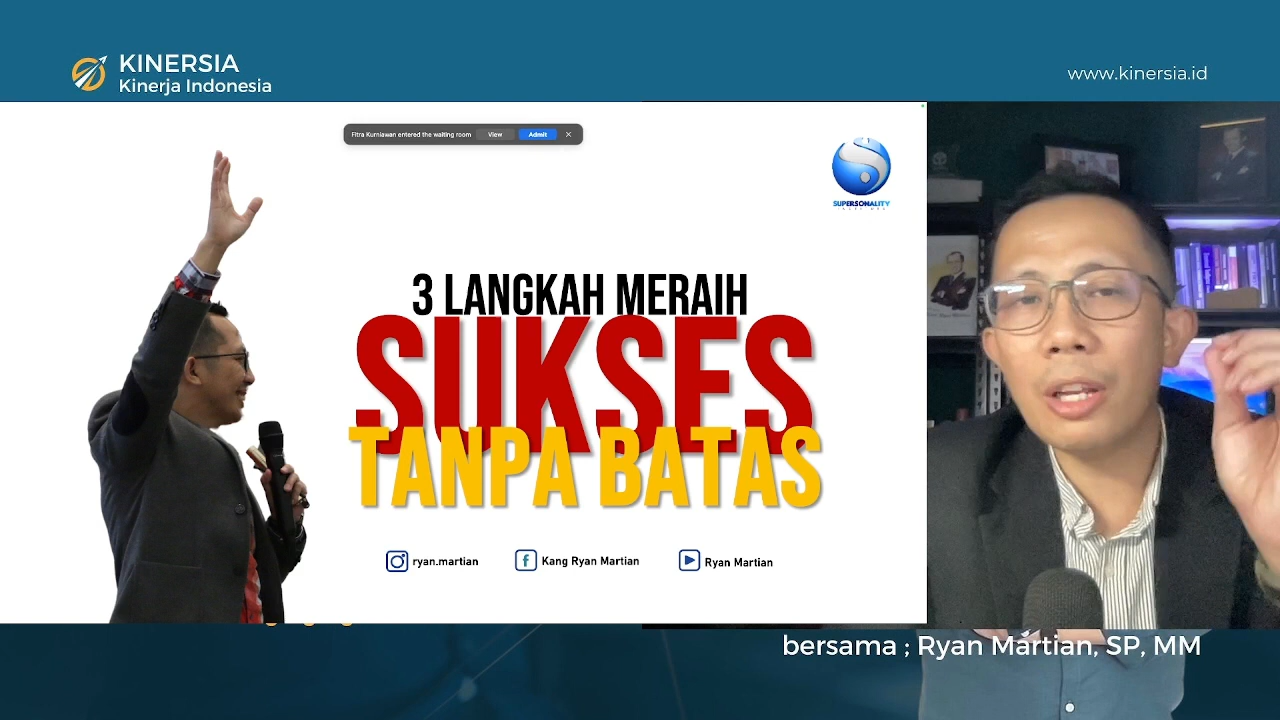 KINERSIA
Kinerja Indonesia
www.kinersia.id
Fitra Kurniawan entered the waiting room View Admit
SUPERSONALITY
3 LANGKAH MERAIH
SUKSES
TANPA BATAS
ryan.martian Kang Ryan Martian Ryan Martian
bersama ; Ryan Martian, SP, MM